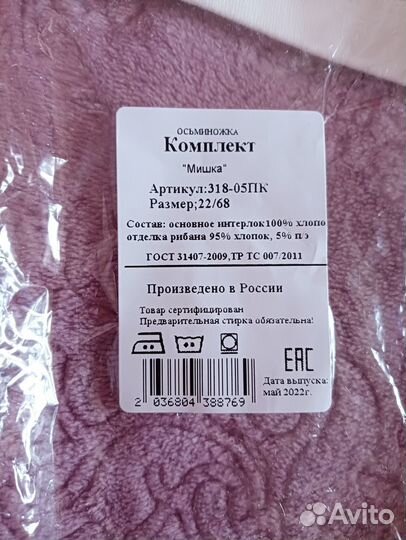 ОСЬМИНОЖКА
Комплект
"Мишка"
Артикул:318-05ПК
Размер;22/68
Состав: основное интерлок100% хлопо
отделка рибана 95% хлопок, 5% п/э
ГОСТ 31407-2009,ТР ТС 007/2011
Произведено в России
Товар сертифицирован
Предварительная стирка обязательна!
EAC
Дата выпуска:
май 2022г.
2 036804 388769
Avito